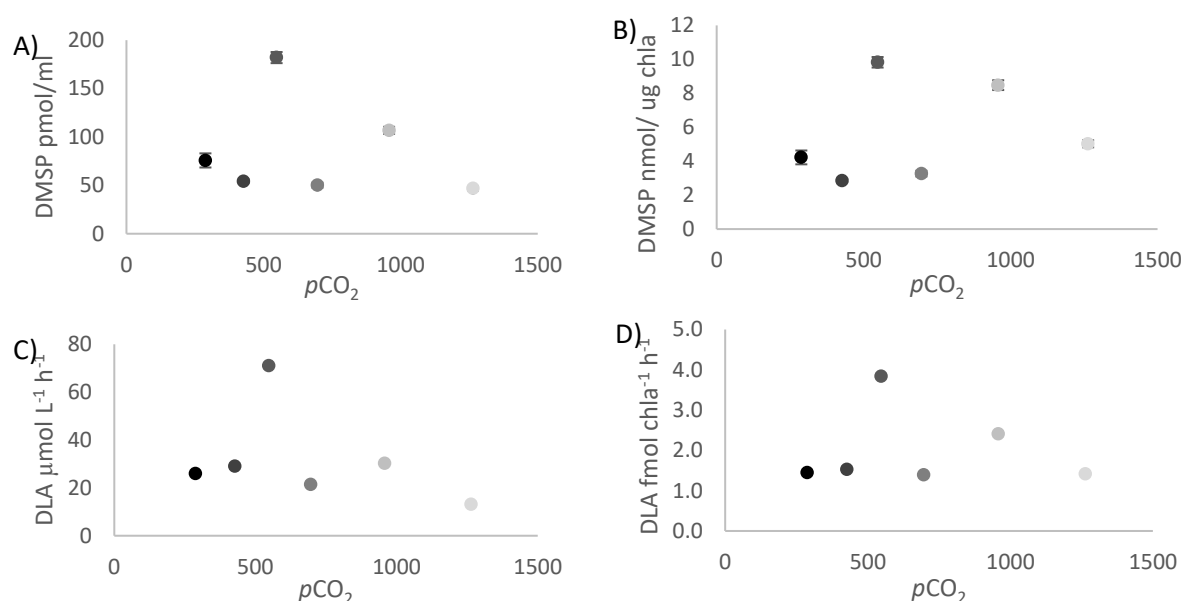 A)
DMSP pmol/ml
200
150
100
50
0
0 500 1000 1500
pCO₂
B)
DMSP nmol/ ug chla
12
10
8
6
4
2
0
0 500 1000 1500
pCO₂
C)
DLA μmol L⁻¹ h⁻¹
80
60
40
20
0
0 500 1000 1500
pCO₂
D)
DLA fmol chla⁻¹ h⁻¹
5.0
4.0
3.0
2.0
1.0
0.0
0 500 1000 1500
pCO₂